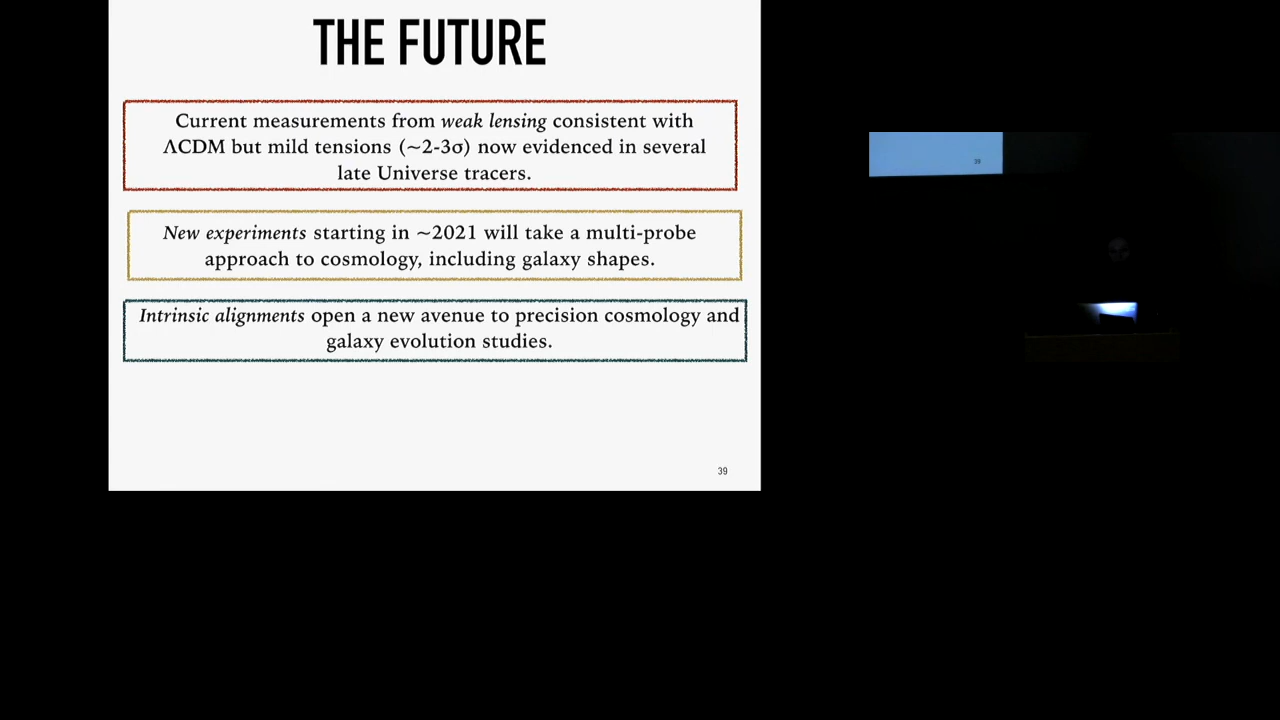 THE FUTURE
Current measurements from weak lensing consistent with
ΛCDM but mild tensions (~2-3σ) now evidenced in several
late Universe tracers.
New experiments starting in ~2021 will take a multi-probe
approach to cosmology, including galaxy shapes.
Intrinsic alignments open a new avenue to precision cosmology and
galaxy evolution studies.
39
39